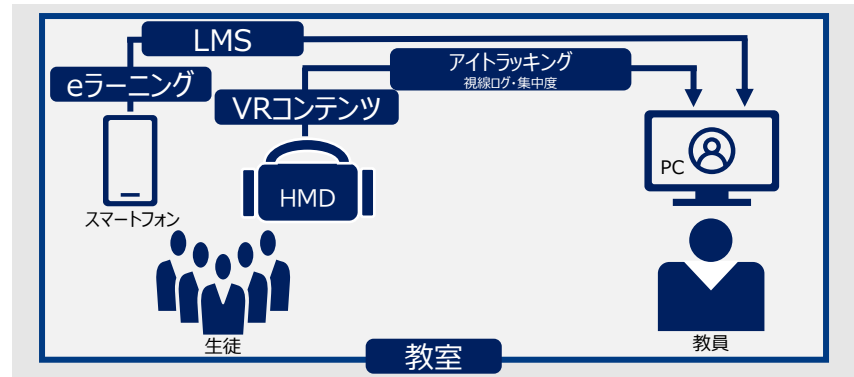 LMS
eラーニング
アイトラッキング
視線ログ・集中度
VRコンテンツ
PC
HMD
スマートフォン
生徒
教員
教室